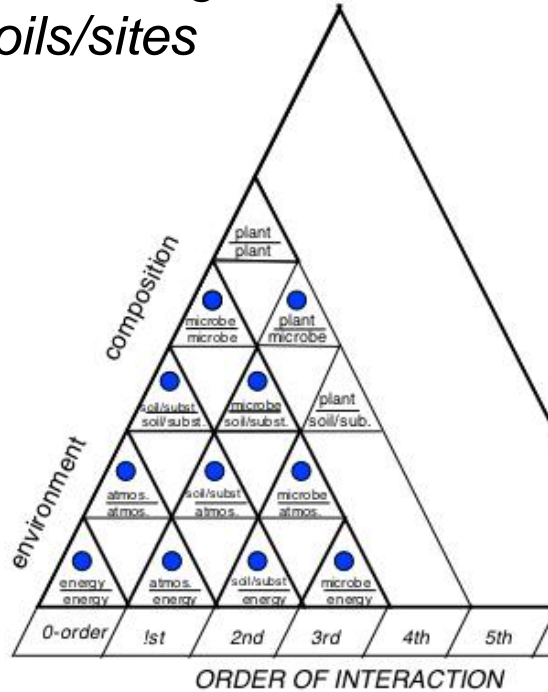 oils/sites
plant
plant
microbe
microbe
plant
microbe
composition
soil/subst.
soil/subst.
microbe
soil/subst.
plant
soil/sub.
environment
atmos.
atmos.
soil/subst
atmos.
microbe
atmos.
energy
energy
atmos.
energy
soil/subst
energy
microbe
energy
0-order
!st
2nd
3rd
4th
5th
ORDER OF INTERACTION